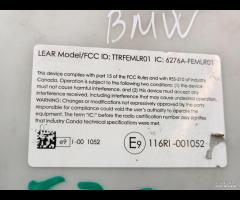 BMW
LEAR Model/FCC ID: TTRFEMLR01 IC: 6276A-FEMLR01
This device complies with part 15 of the FCC Rules and with RSS-210 of Industry
Canada. Operation is subject to the following two conditions:
(1) this device may not
cause harmful interference, and (2) this device must accept any
interference received, including interference that may cause undesired
operation. Changes or modifications not expressly approved by the party
responsible for compliance could void the user's authority to operate the
device. The term "IC:" before the radio certification number only signifies
that Industry Canada technical specifications were met.
e9 1-00 1052
E9 116RI-001052